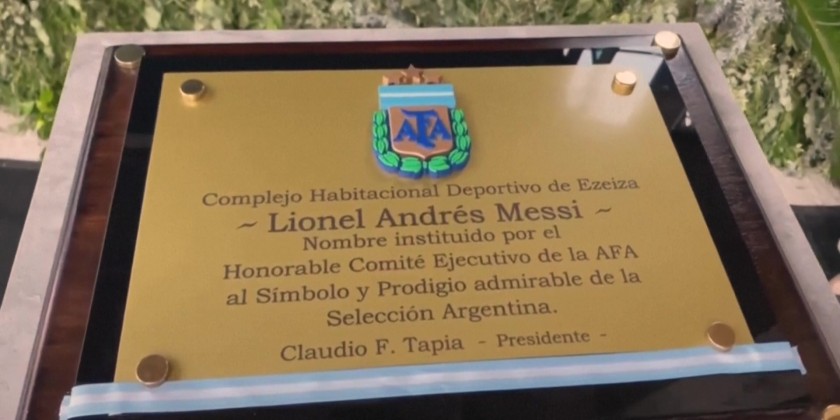 AFA
Complejo Habitacional Deportivo de Ezeiza
~ Lionel Andrés Messi ~
Nombre instituido por el
Honorable Comité Ejecutivo de la AFA
al Símbolo y Prodigio admirable de la
Selección Argentina.
Claudio F. Tapia - Presidente -